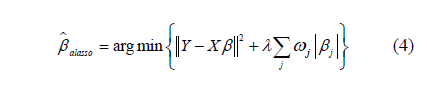 β̂_alasso = arg min { ‖Y − Xβ‖² + λ ∑_j ω_j |β_j| } (4)